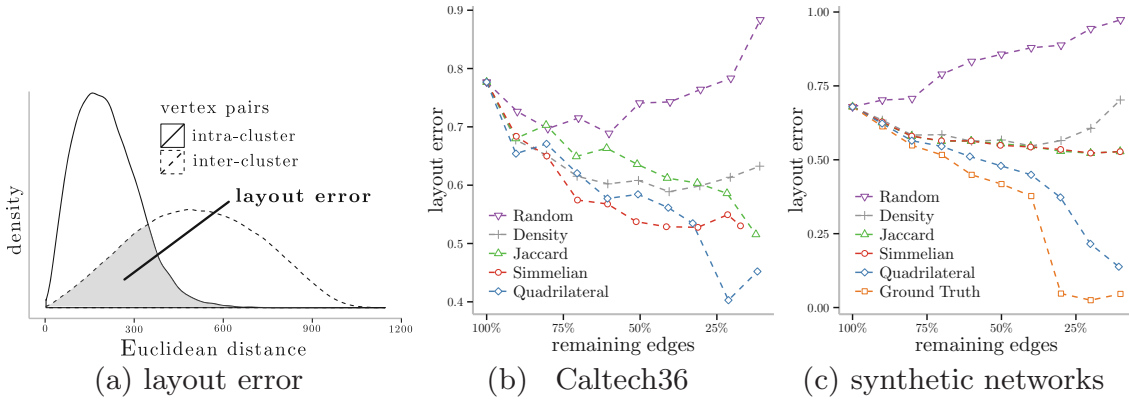 vertex pairs
intra-cluster
inter-cluster
layout error
density
0
300
600
900
1200
Euclidean distance
(a) layout error
0.9
0.8
0.7
0.6
0.5
0.4
layout error
Random
Density
Jaccard
Simmelian
Quadrilateral
100%
75%
50%
25%
remaining edges
(b) Caltech36
1.00
0.75
0.50
0.25
0.00
layout error
Random
Density
Jaccard
Simmelian
Quadrilateral
Ground Truth
100%
75%
50%
25%
remaining edges
(c) synthetic networks